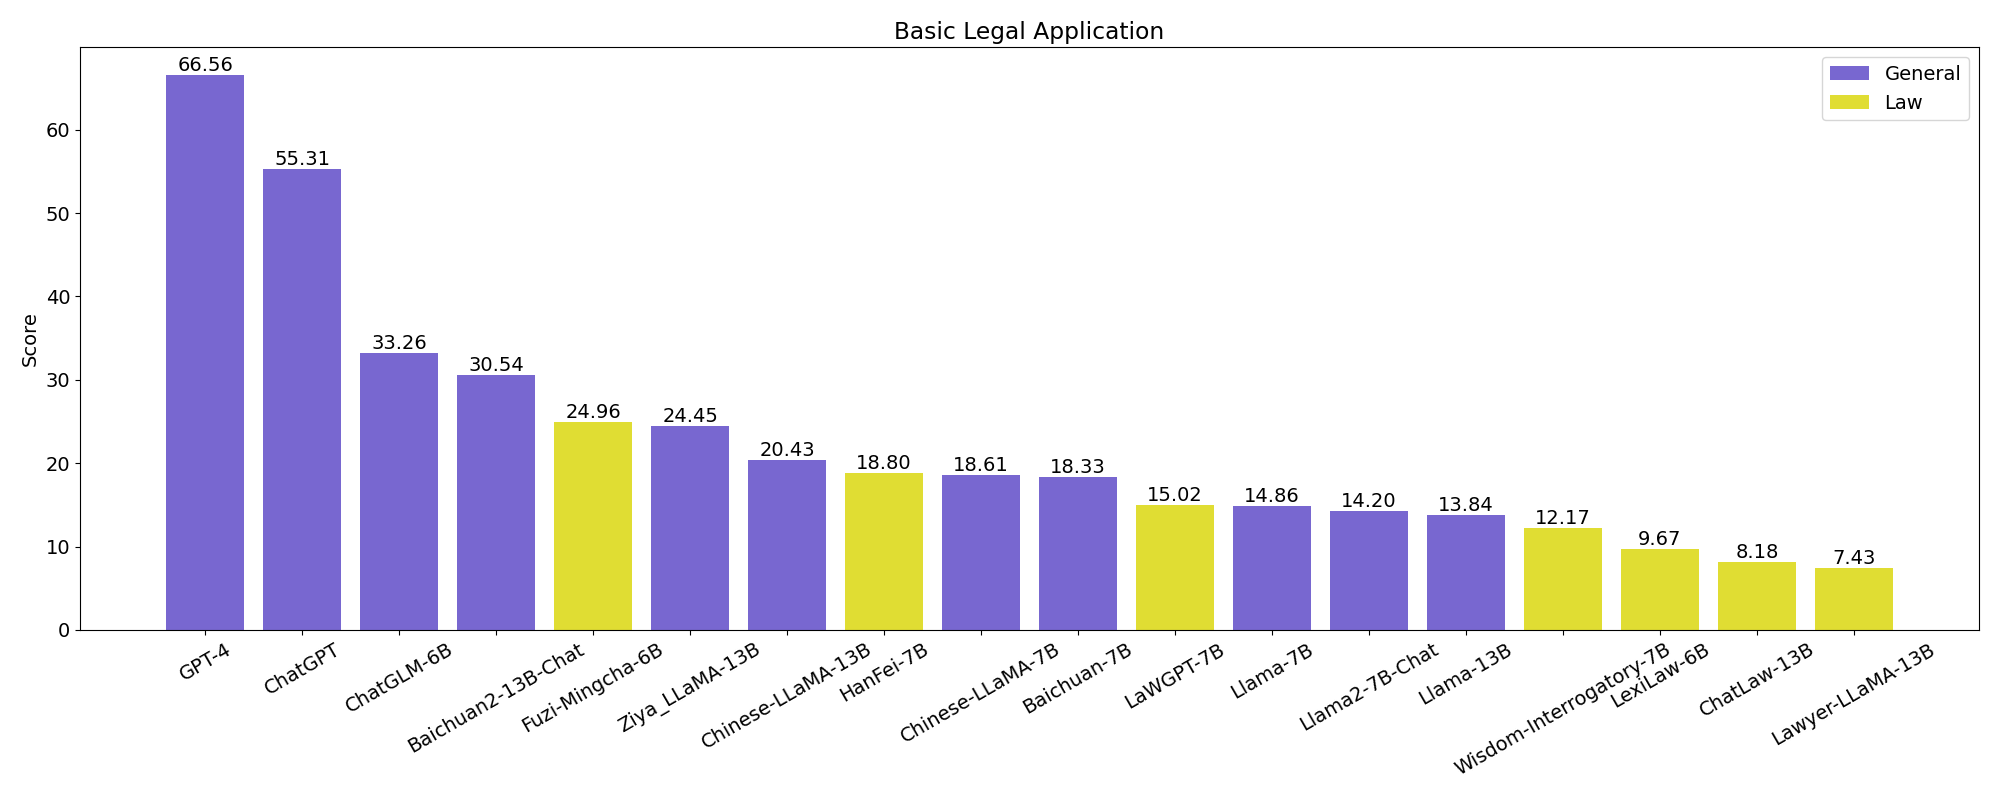 Basic Legal Application
General
Law
Score
60
50
40
30
20
10
0
66.56
55.31
33.26
30.54
24.96
24.45
20.43
18.80
18.61
18.33
15.02
14.86
14.20
13.84
12.17
9.67
8.18
7.43
GPT-4
ChatGPT
ChatGLM-6B
Baichuan2-13B-Chat
Fuzi-Mingcha-6B
Ziya_LLaMA-13B
Chinese-LLaMA-13B
HanFei-7B
Chinese-LLaMA-7B
Baichuan-7B
LaWGPT-7B
Llama-7B
Llama2-7B-Chat
Llama-13B
Wisdom-Interrogatory-7B
LexiLaw-6B
ChatLaw-13B
Lawyer-LLaMA-13B